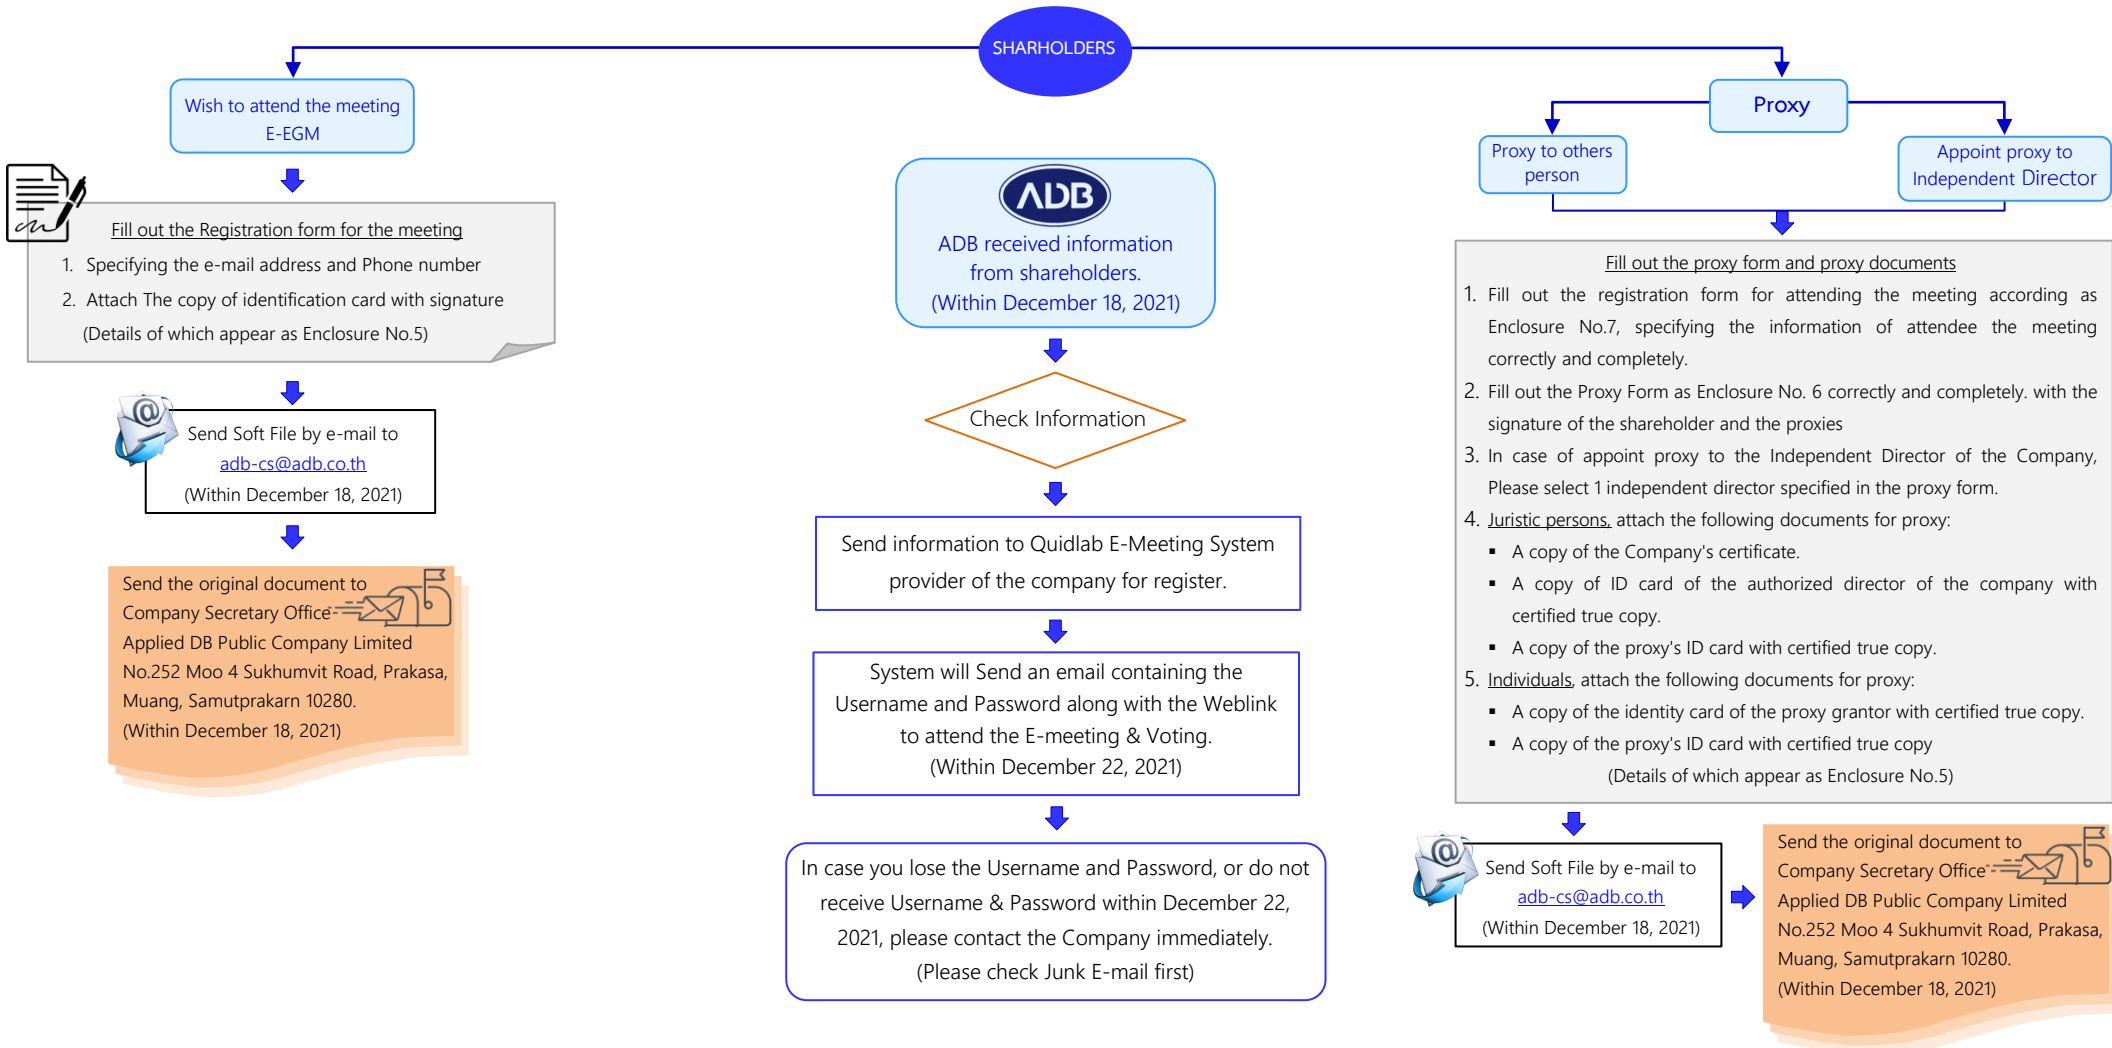 SHARHOLDERS
Wish to attend the meeting
E-EGM
Fill out the Registration form for the meeting
1. Specifying the e-mail address and Phone number
2. Attach The copy of identification card with signature
(Details of which appear as Enclosure No.5)
@
Send Soft File by e-mail to
adb-cs@adb.co.th
(Within December 18, 2021)
Send the original document to
Company Secretary Office
Applied DB Public Company Limited
No.252 Moo 4 Sukhumvit Road, Prakasa,
Muang, Samutprakarn 10280.
(Within December 18, 2021)
ADB
ADB received information
from shareholders.
(Within December 18, 2021)
Check Information
Send information to Quidlab E-Meeting System
provider of the company for register.
System will Send an email containing the
Username and Password along with the Weblink
to attend the E-meeting & Voting.
(Within December 22, 2021)
In case you lose the Username and Password, or do not
receive Username & Password within December 22,
2021, please contact the Company immediately.
(Please check Junk E-mail first)
Proxy
Proxy to others
person
Appoint proxy to
Independent Director
Fill out the proxy form and proxy documents
1. Fill out the registration form for attending the meeting according as
Enclosure No.7, specifying the information of attendee the meeting
correctly and completely.
2. Fill out the Proxy Form as Enclosure No. 6 correctly and completely. with the
signature of the shareholder and the proxies
3. In case of appoint proxy to the Independent Director of the Company,
Please select 1 independent director specified in the proxy form.
4. Juristic persons, attach the following documents for proxy:
▪ A copy of the Company's certificate.
▪ A copy of ID card of the authorized director of the company with
certified true copy.
▪ A copy of the proxy's ID card with certified true copy.
5. Individuals, attach the following documents for proxy:
▪ A copy of the identity card of the proxy grantor with certified true copy.
▪ A copy of the proxy's ID card with certified true copy
(Details of which appear as Enclosure No.5)
@
Send Soft File by e-mail to
adb-cs@adb.co.th
(Within December 18, 2021)
Send the original document to
Company Secretary Office
Applied DB Public Company Limited
No.252 Moo 4 Sukhumvit Road, Prakasa,
Muang, Samutprakarn 10280.
(Within December 18, 2021)